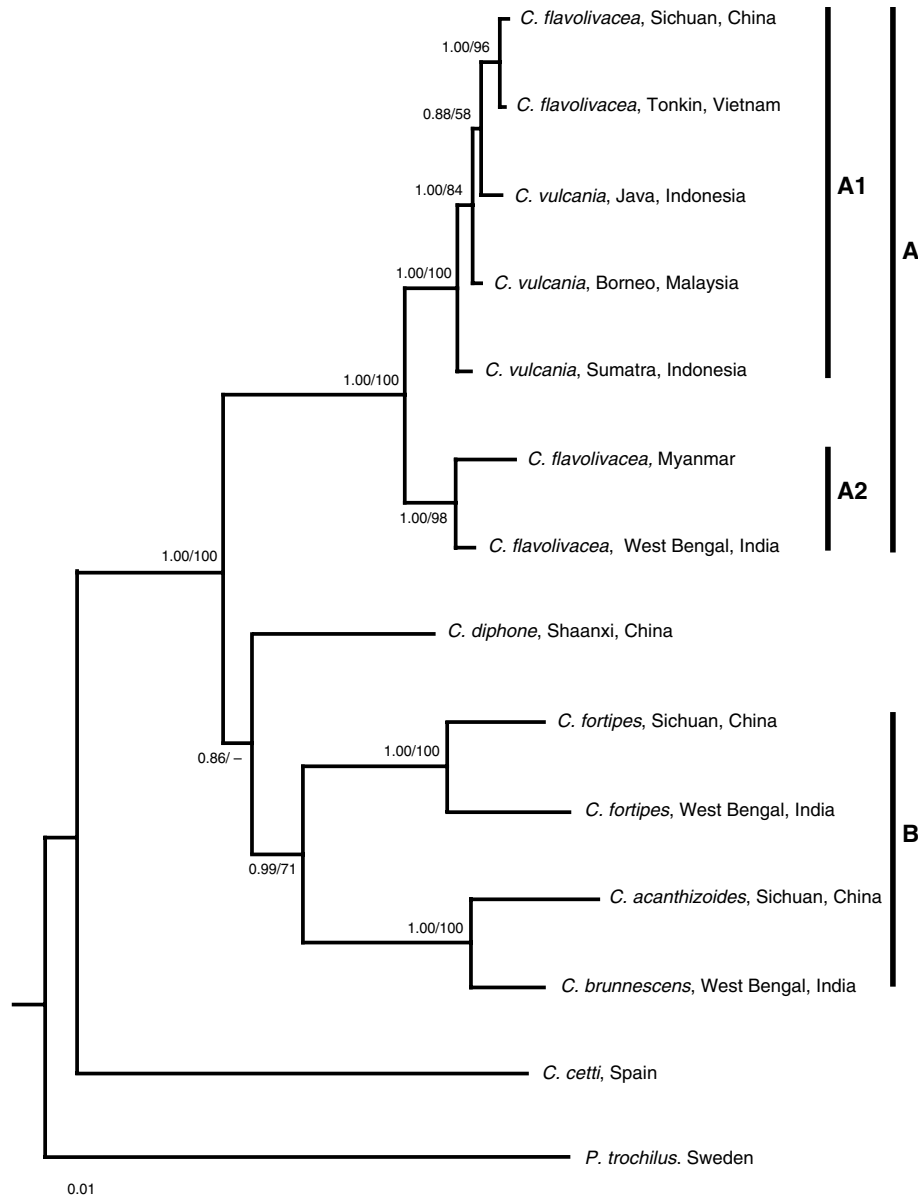 C. flavolivacea, Sichuan, China
1.00/96
C. flavolivacea, Tonkin, Vietnam
0.88/58
A1
1.00/84
C. vulcania, Java, Indonesia
A
1.00/100
C. vulcania, Borneo, Malaysia
C. vulcania, Sumatra, Indonesia
1.00/100
C. flavolivacea, Myanmar
A2
1.00/98
C. flavolivacea, West Bengal, India
1.00/100
C. diphone, Shaanxi, China
C. fortipes, Sichuan, China
1.00/100
0.86/ –
C. fortipes, West Bengal, India
B
0.99/71
C. acanthizoides, Sichuan, China
1.00/100
C. brunnescens, West Bengal, India
C. cetti, Spain
P. trochilus. Sweden
0.01